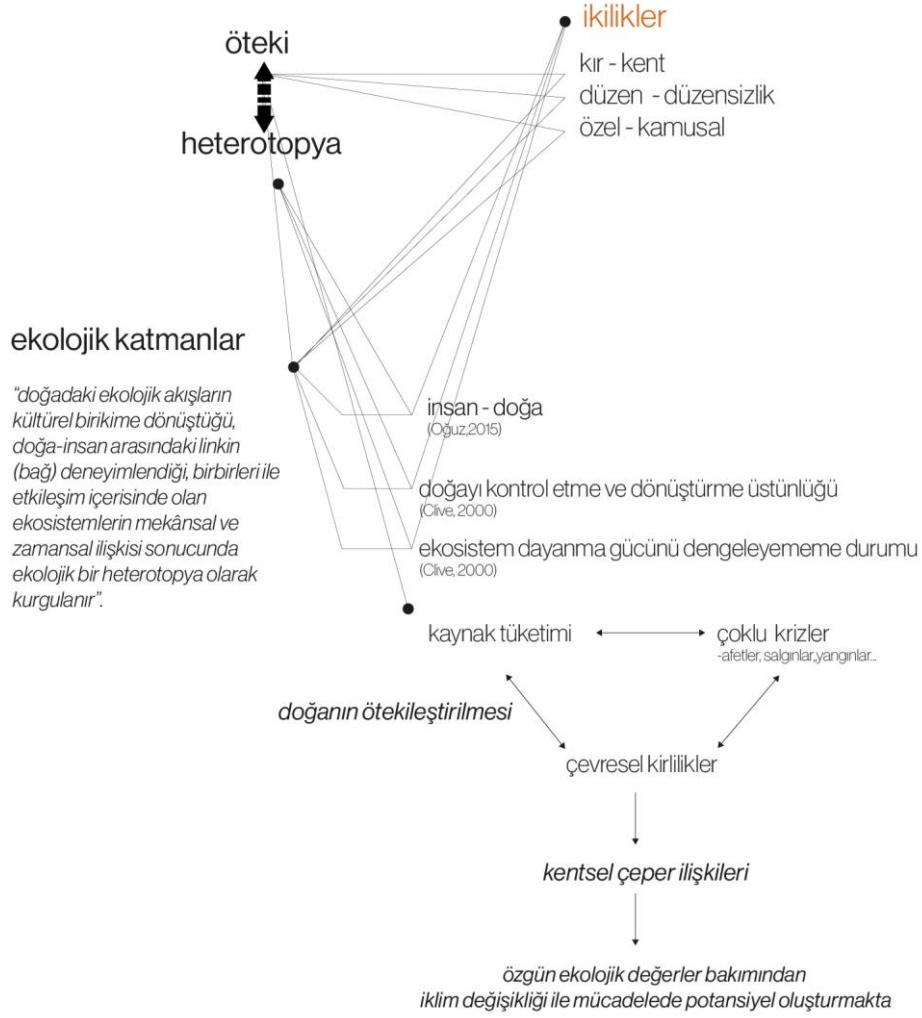 ikilikler
öteki
kır - kent
düzen - düzensizlik
özel - kamusal
heterotopya
ekolojik katmanlar
"doğadaki ekolojik akışların
kültürel birikime dönüştüğü,
doğa-insan arasındaki linkin
(bağ) deneyimlendiği, birbirleri ile
etkileşim içerisinde olan
ekosistemlerin mekânsal ve
zamansal ilişkisi sonucunda
ekolojik bir heterotopya olarak
kurgulanır".
insan - doğa
(Oğuz,2015)
doğayı kontrol etme ve dönüştürme üstünlüğü
(Clive, 2000)
ekosistem dayanma gücünü dengeleyememe durumu
(Clive, 2000)
kaynak tüketimi
çoklu krizler
-afetler, salgınlar,yangınlar...
doğanın ötekileştirilmesi
çevresel kirlilikler
kentsel çeper ilişkileri
özgün ekolojik değerler bakımından
iklim değişikliği ile mücadelede potansiyel oluşturmakta